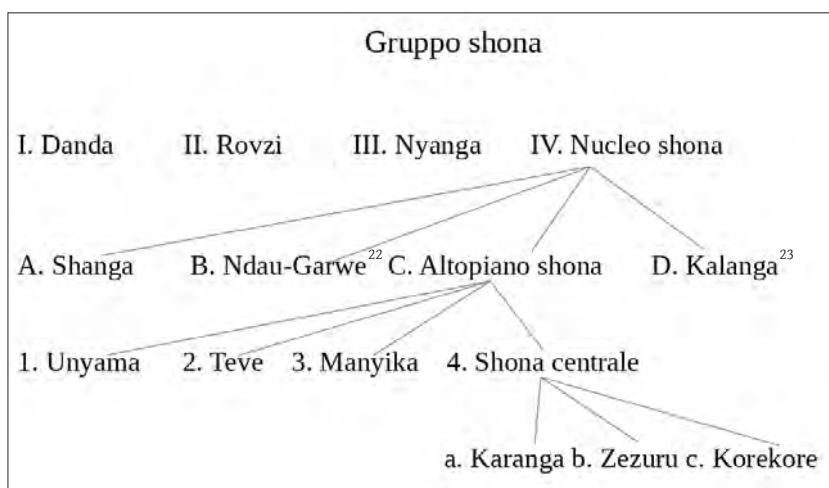 Gruppo shona
I. Danda II. Rovzi III. Nyanga IV. Nucleo shona
A. Shanga B. Ndau-Garwe22 C. Altopiano shona D. Kalanga23
1. Unyama 2. Teve 3. Manyika 4. Shona centrale
a. Karanga b. Zezuru c. Korekore